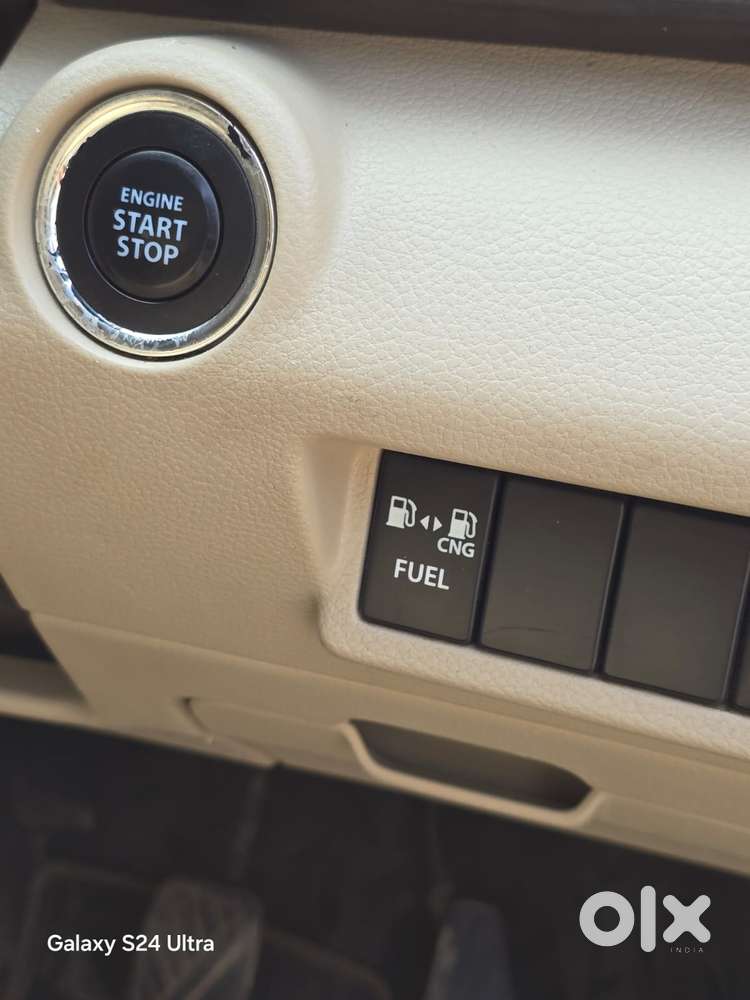 ENGINE
START
STOP
CNG
FUEL
Galaxy S24 Ultra
olx
INDIA